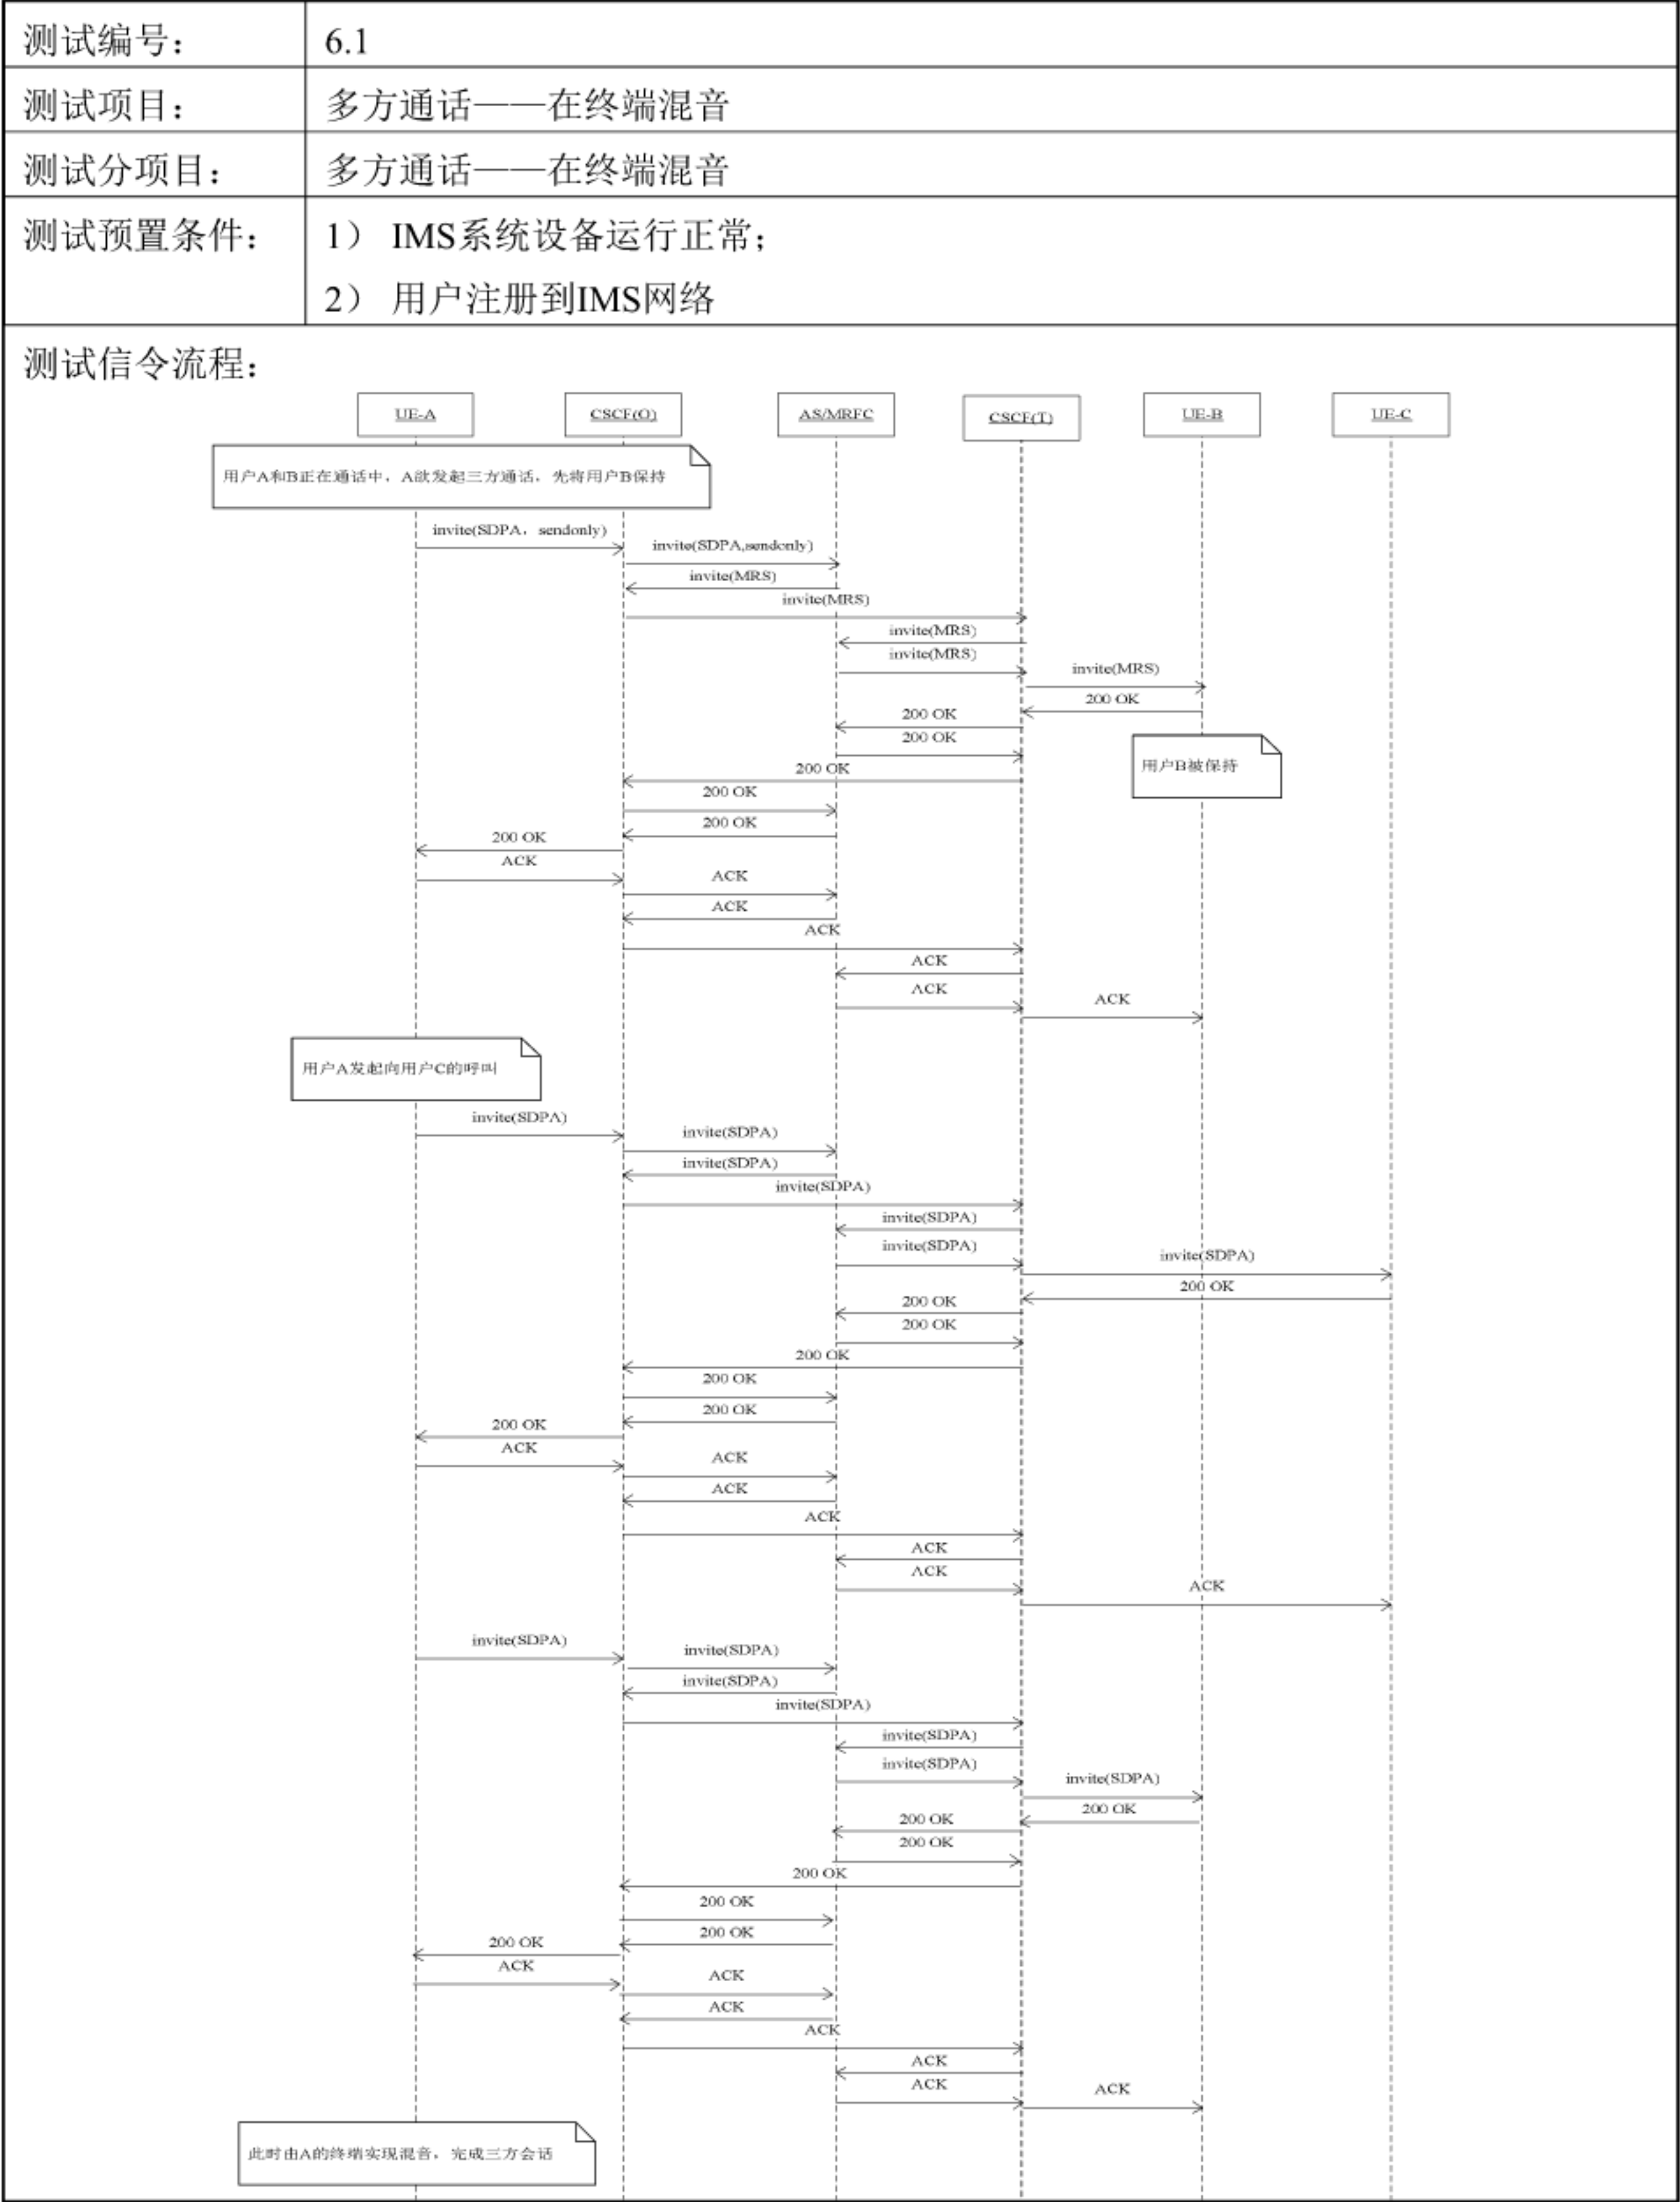 测试编号：
6.1
测试项目：
多方通话——在终端混音
测试分项目：
多方通话——在终端混音
测试预置条件：
1） IMS系统设备运行正常；
2） 用户注册到IMS网络
测试信令流程：
UE-A
CSCF(O)
AS/MRFC
CSCF(T)
UE-B
UE-C
用户A和B正在通话中，A欲发起三方通话，先将用户B保持
invite(SDPA，sendonly)
invite(SDPA,sendonly)
invite(MRS)
invite(MRS)
invite(MRS)
invite(MRS)
invite(MRS)
200 OK
200 OK
200 OK
用户B被保持
200 OK
200 OK
200 OK
200 OK
ACK
ACK
ACK
ACK
ACK
ACK
ACK
用户A发起向用户C的呼叫
invite(SDPA)
invite(SDPA)
invite(SDPA)
invite(SDPA)
invite(SDPA)
invite(SDPA)
invite(SDPA)
200 OK
200 OK
200 OK
200 OK
200 OK
200 OK
200 OK
ACK
ACK
ACK
ACK
ACK
ACK
ACK
invite(SDPA)
invite(SDPA)
invite(SDPA)
invite(SDPA)
invite(SDPA)
invite(SDPA)
invite(SDPA)
200 OK
200 OK
200 OK
200 OK
200 OK
200 OK
200 OK
ACK
ACK
ACK
ACK
ACK
ACK
ACK
此时由A的终端实现混音，完成三方会话